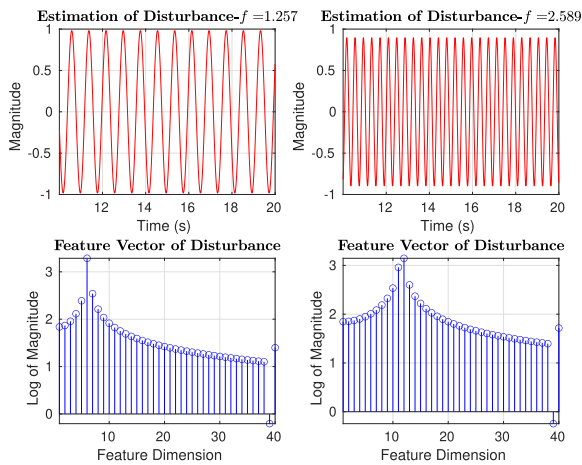 Estimation of Disturbance-f =1.257
Estimation of Disturbance-f =2.589
1
0.5
0
-0.5
-1
Magnitude
12 14 16 18 20
Time (s)
1
0.5
0
-0.5
-1
Magnitude
12 14 16 18 20
Time (s)
Feature Vector of Disturbance
Feature Vector of Disturbance
3
2
1
0
Log of Magnitude
10 20 30 40
Feature Dimension
3
2
1
0
Log of Magnitude
10 20 30 40
Feature Dimension